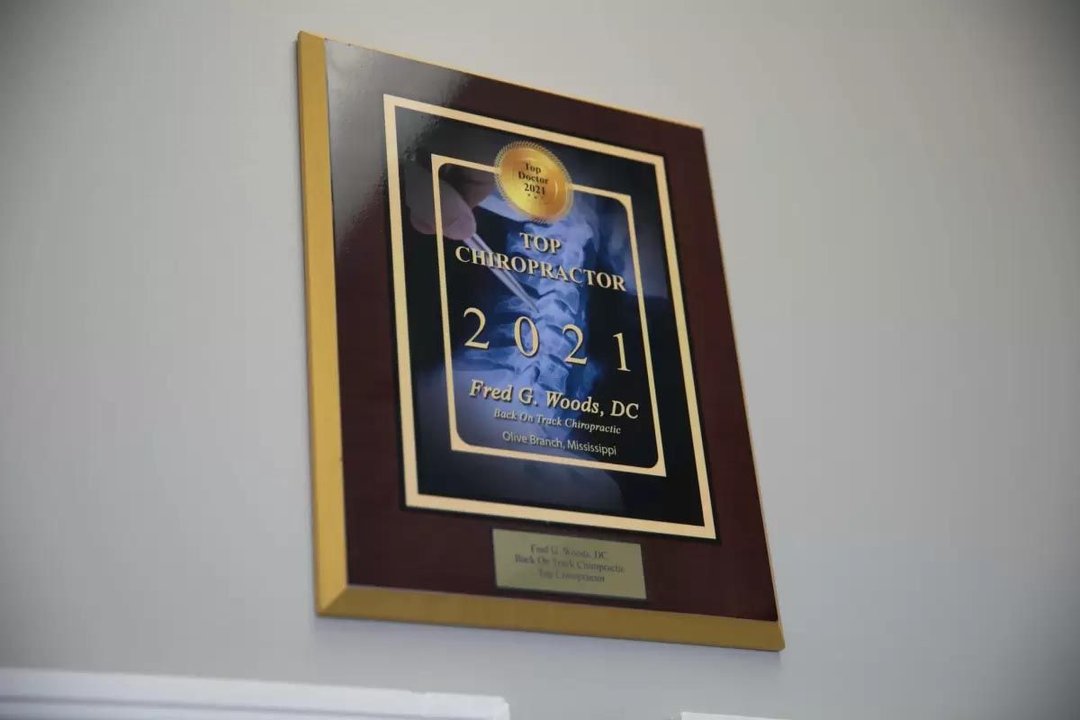 Top
Doctor
2021
TOP
CHIROPRACTOR
2021
Fred G. Woods, DC
Back On Track Chiropractic
Olive Branch, Mississippi
Fred G. Woods, DC
Back On Track Chiropractic
Top Chiropractor